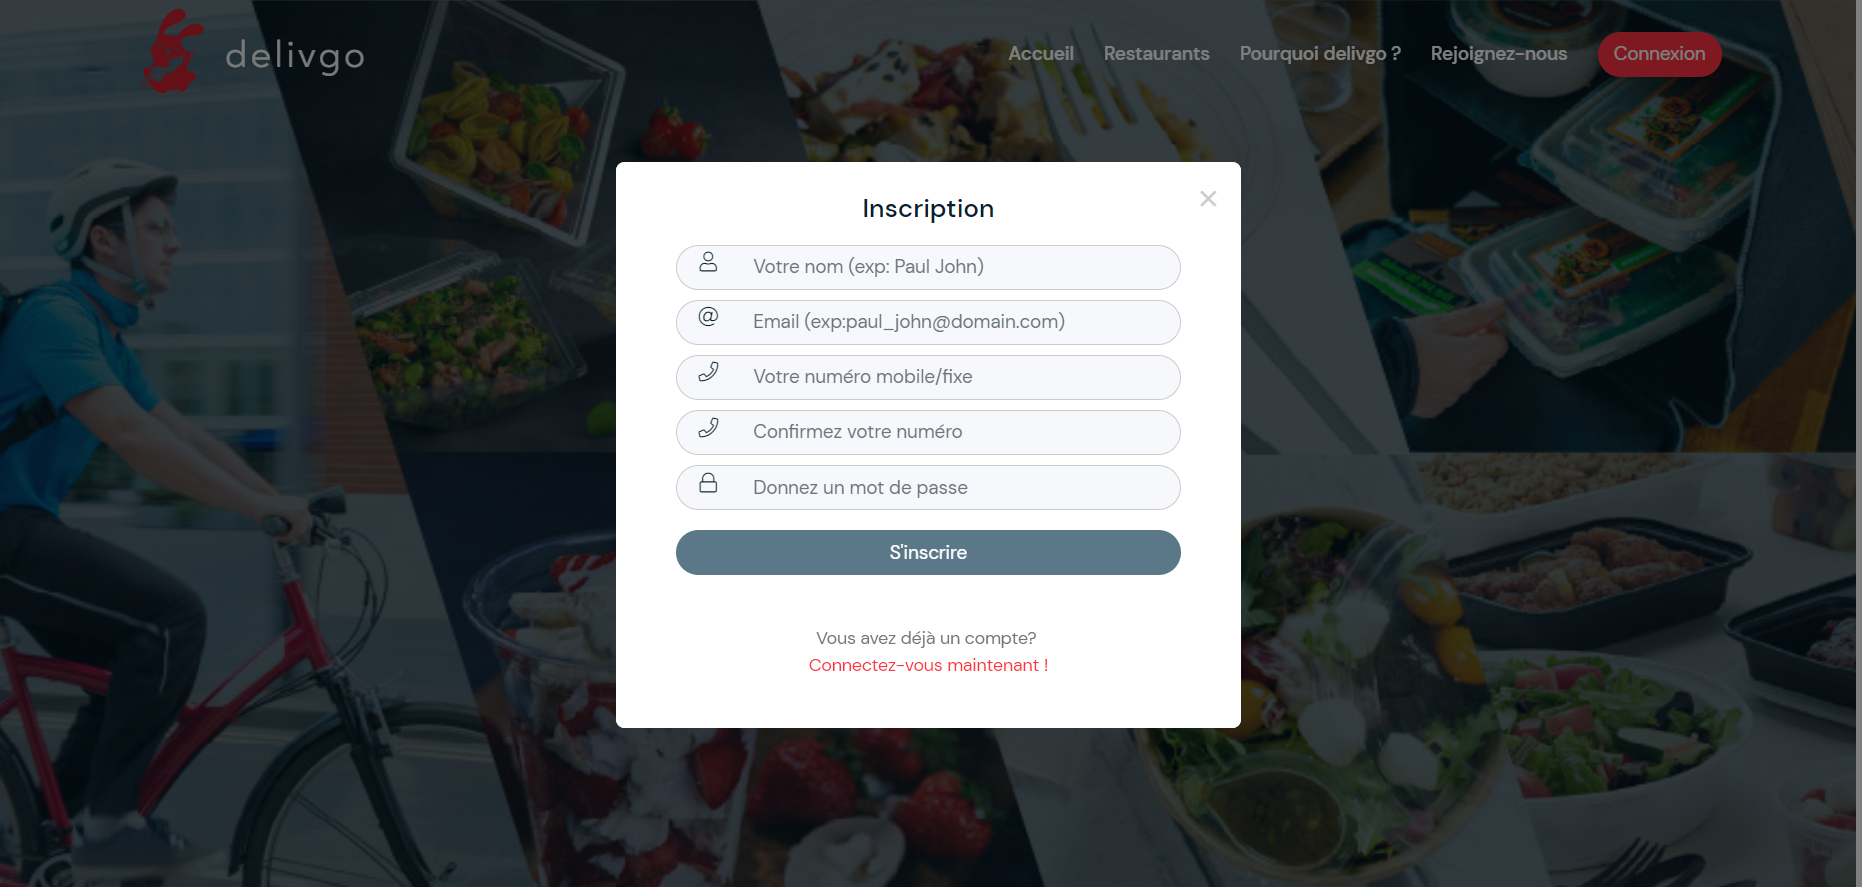 delivgo
Accueil Restaurants Pourquoi delivgo ? Rejoignez-nous Connexion
Inscription
Votre nom (exp: Paul John)
Email (exp:paul_john@domain.com)
Votre numéro mobile/fixe
Confirmez votre numéro
Donnez un mot de passe
S'inscrire
Vous avez déjà un compte?
Connectez-vous maintenant !